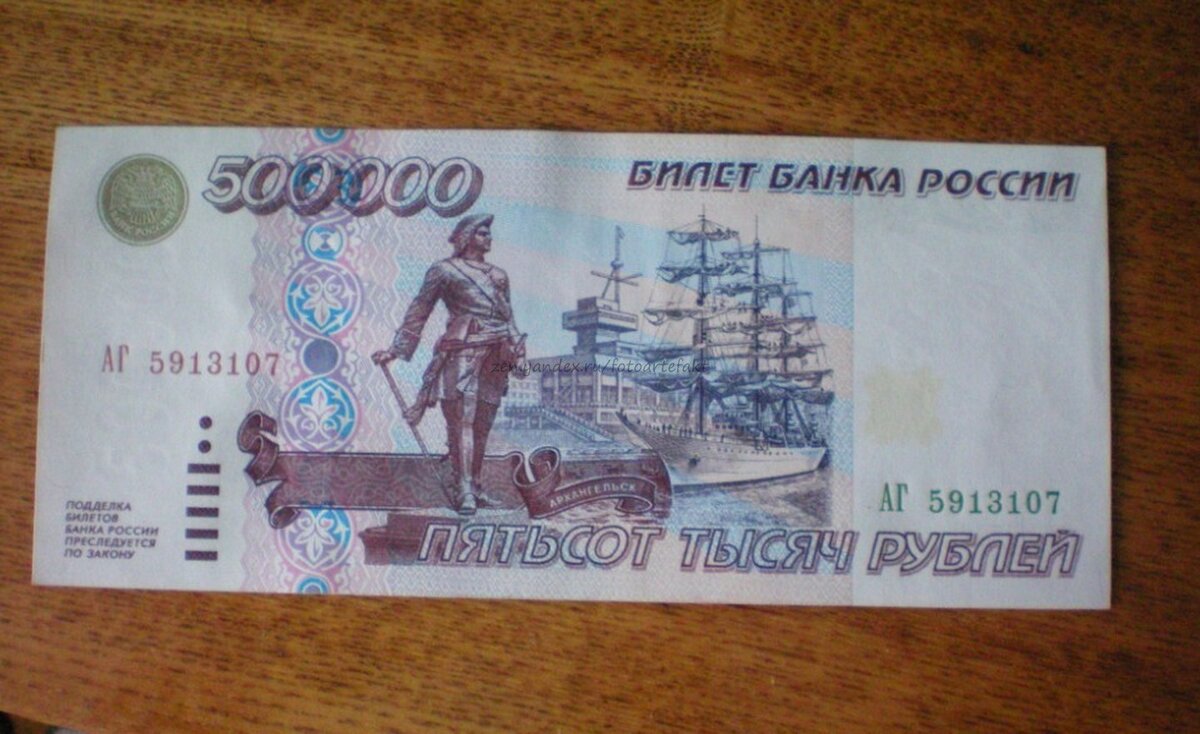 500000
БИЛЕТ БАНКА РОССИИ
АГ 5913107
zen.yandex.ru/fotoartefakt
АРХАНГЕЛЬСК
АГ 5913107
ПОДДЕЛКА
БИЛЕТОВ
БАНКА РОССИИ
ПРЕСЛЕДУЕТСЯ
ПО ЗАКОНУ
ПЯТЬСОТ ТЫСЯЧ РУБЛЕЙ